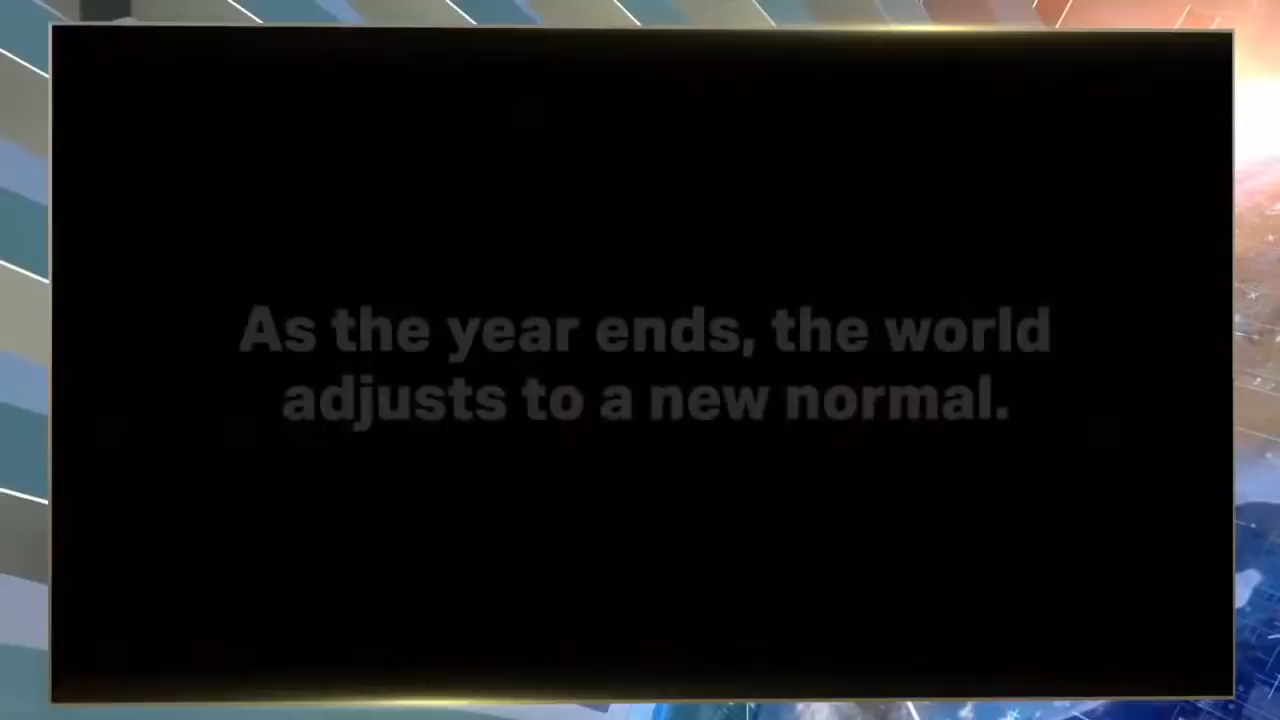 As the year ends, the world
adjusts to a new normal.